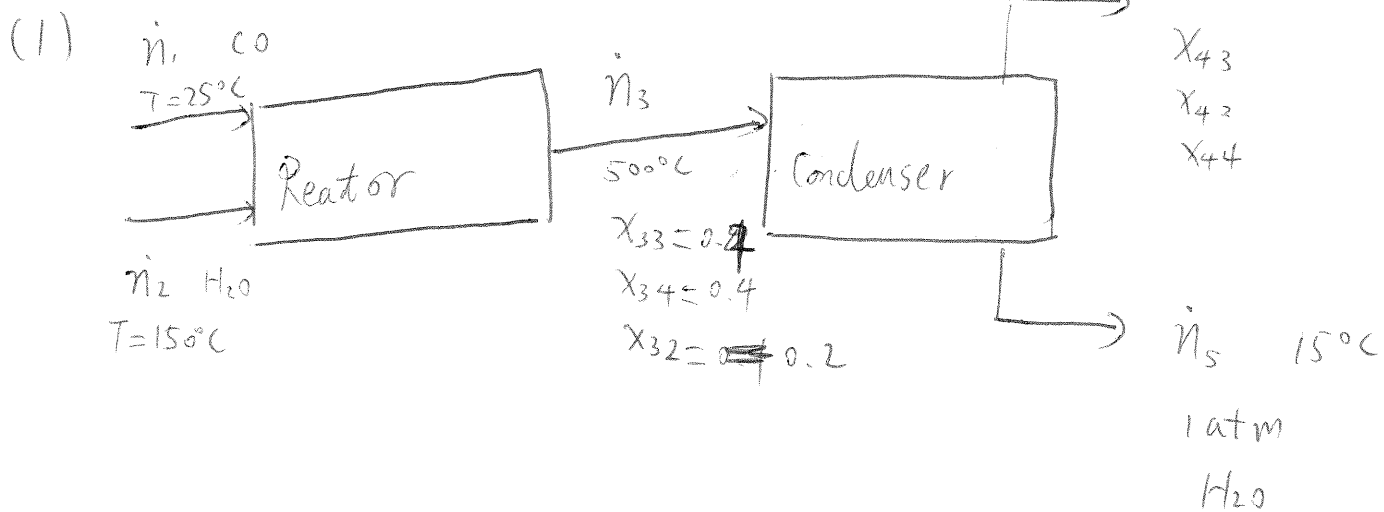 (1)
ṅ₁ CO
T=25°C
Reator
ṅ₂ H₂O
T=150°C
ṅ₃
500°C
X₃₃=0.4
X₃₄=0.4
X₃₂=0.2
Condenser
X₄₃
X₄₂
X₄₄
ṅ₅ 15°C
1 atm
H₂O